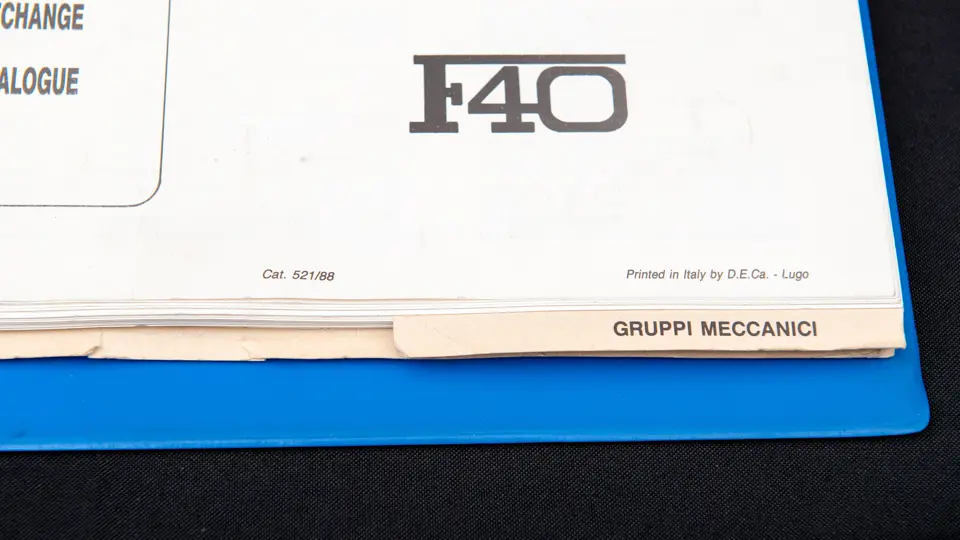 CHANGE
ALOGUE
F40
Cat. 521/88
Printed in Italy by D.E.Ca. - Lugo
GRUPPI MECCANICI